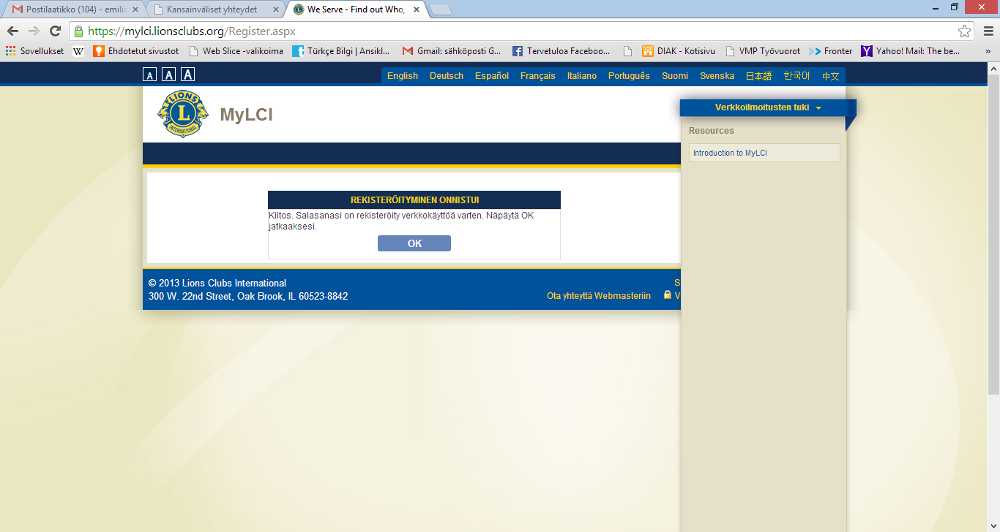 Postilaatikko (104) - emilia
Kansainväliset yhteydet
We Serve - Find out Who,
https://mylci.lionsclubs.org/Register.aspx
Sovellukset
W
Ehdotetut sivustot
Web Slice -valikoima
Türkçe Bilgi | Ansikl...
Gmail: sähköposti G...
Tervetuloa Faceboo...
DIAK - Kotisivu
VMP Työvuorot
Fronter
Yahoo! Mail: The be...
»
A A A
English Deutsch Español Français Italiano Português Suomi Svenska 日本語 한국어 中文
LIONS
L
INTERNATIONAL
MyLCI
Verkkoilmoitusten tuki
Resources
Introduction to MyLCI
REKISTERÖITYMINEN ONNISTUI
Kiitos. Salasanasi on rekisteröity verkkokäyttöä varten. Näpäytä OK
jatkaaksesi.
OK
© 2013 Lions Clubs International
S
300 W. 22nd Street, Oak Brook, IL 60523-8842
Ota yhteyttä Webmasteriin
V